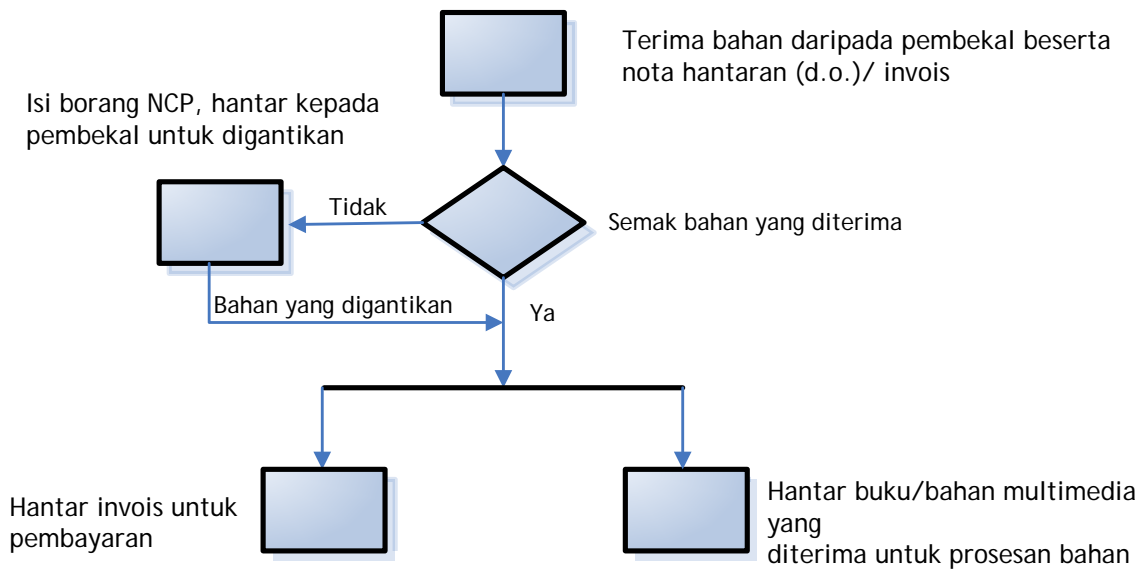 Terima bahan daripada pembekal beserta
nota hantaran (d.o.)/ invois
Isi borang NCP, hantar kepada
pembekal untuk digantikan
Tidak
Semak bahan yang diterima
Bahan yang digantikan
Ya
Hantar invois untuk
pembayaran
Hantar buku/bahan multimedia
yang
diterima untuk prosesan bahan